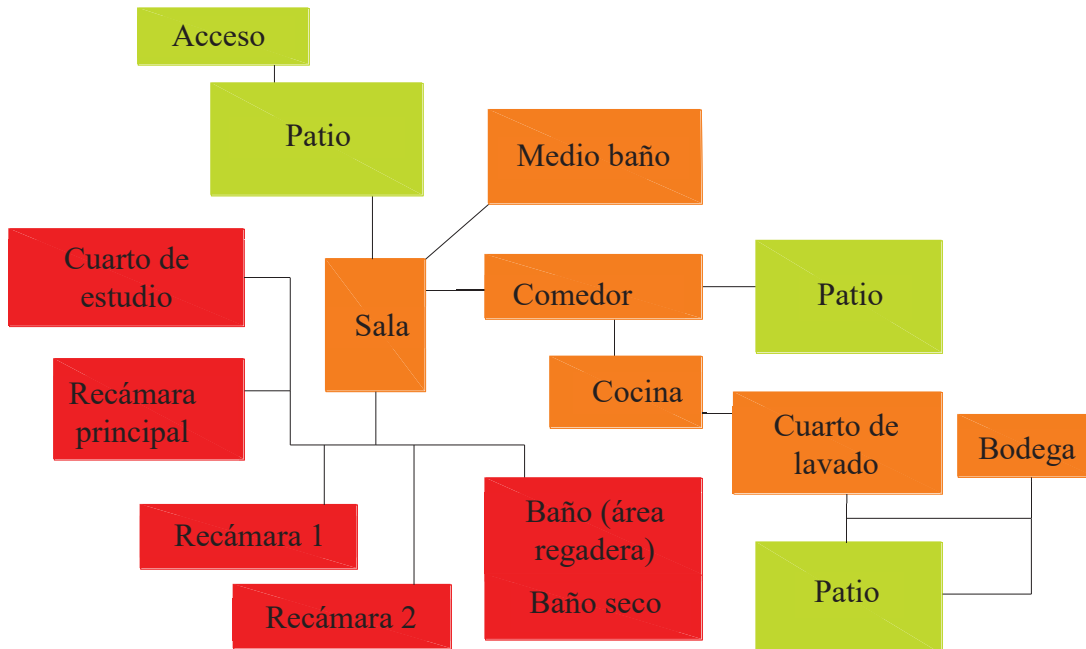 Acceso
Patio
Medio baño
Cuarto de
estudio
Sala
Comedor
Patio
Recámara
principal
Cocina
Cuarto de
lavado
Bodega
Recámara 1
Baño (área
regadera)
Baño seco
Recámara 2
Patio